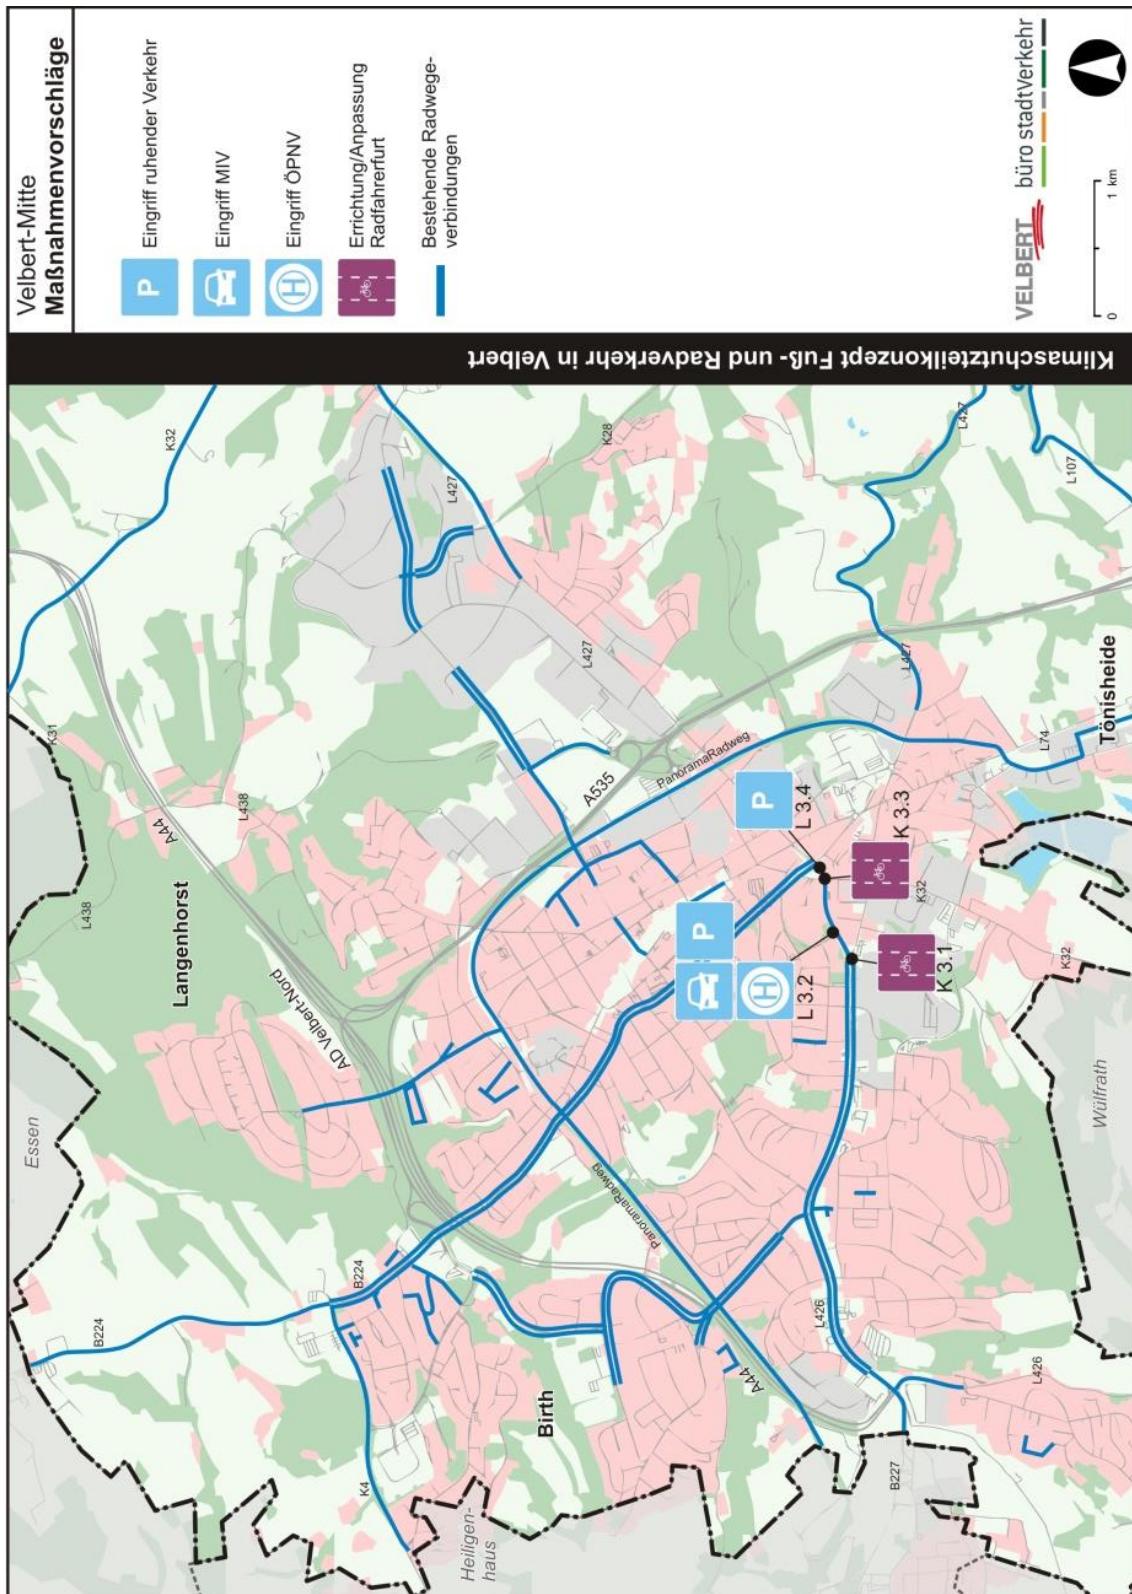 Velbert-Mitte
Maßnahmenvorschläge
P
Eingriff ruhender Verkehr
Eingriff MIV
H
Eingriff ÖPNV
Errichtung/Anpassung
Radfahrerfurt
Bestehende Radwege-
verbindungen
VELBERT
büro stadtVerkehr
0
1 km
Klimaschutzteilkonzept Fuß- und Radverkehr in Velbert
Essen
Langenhorst
AD Velbert-Nord
A44
L438
L438
K31
K32
B224
B224
K4
Heiligen-
haus
Birth
PanoramaRadweg
A44
L426
B227
L426
A535
PanoramaRadweg
L427
L427
K28
L427
L427
L107
P
P
H
L 3.2
L 3.4
K 3.1
K 3.3
K32
K32
L74
Tönisheide
Wülfrath